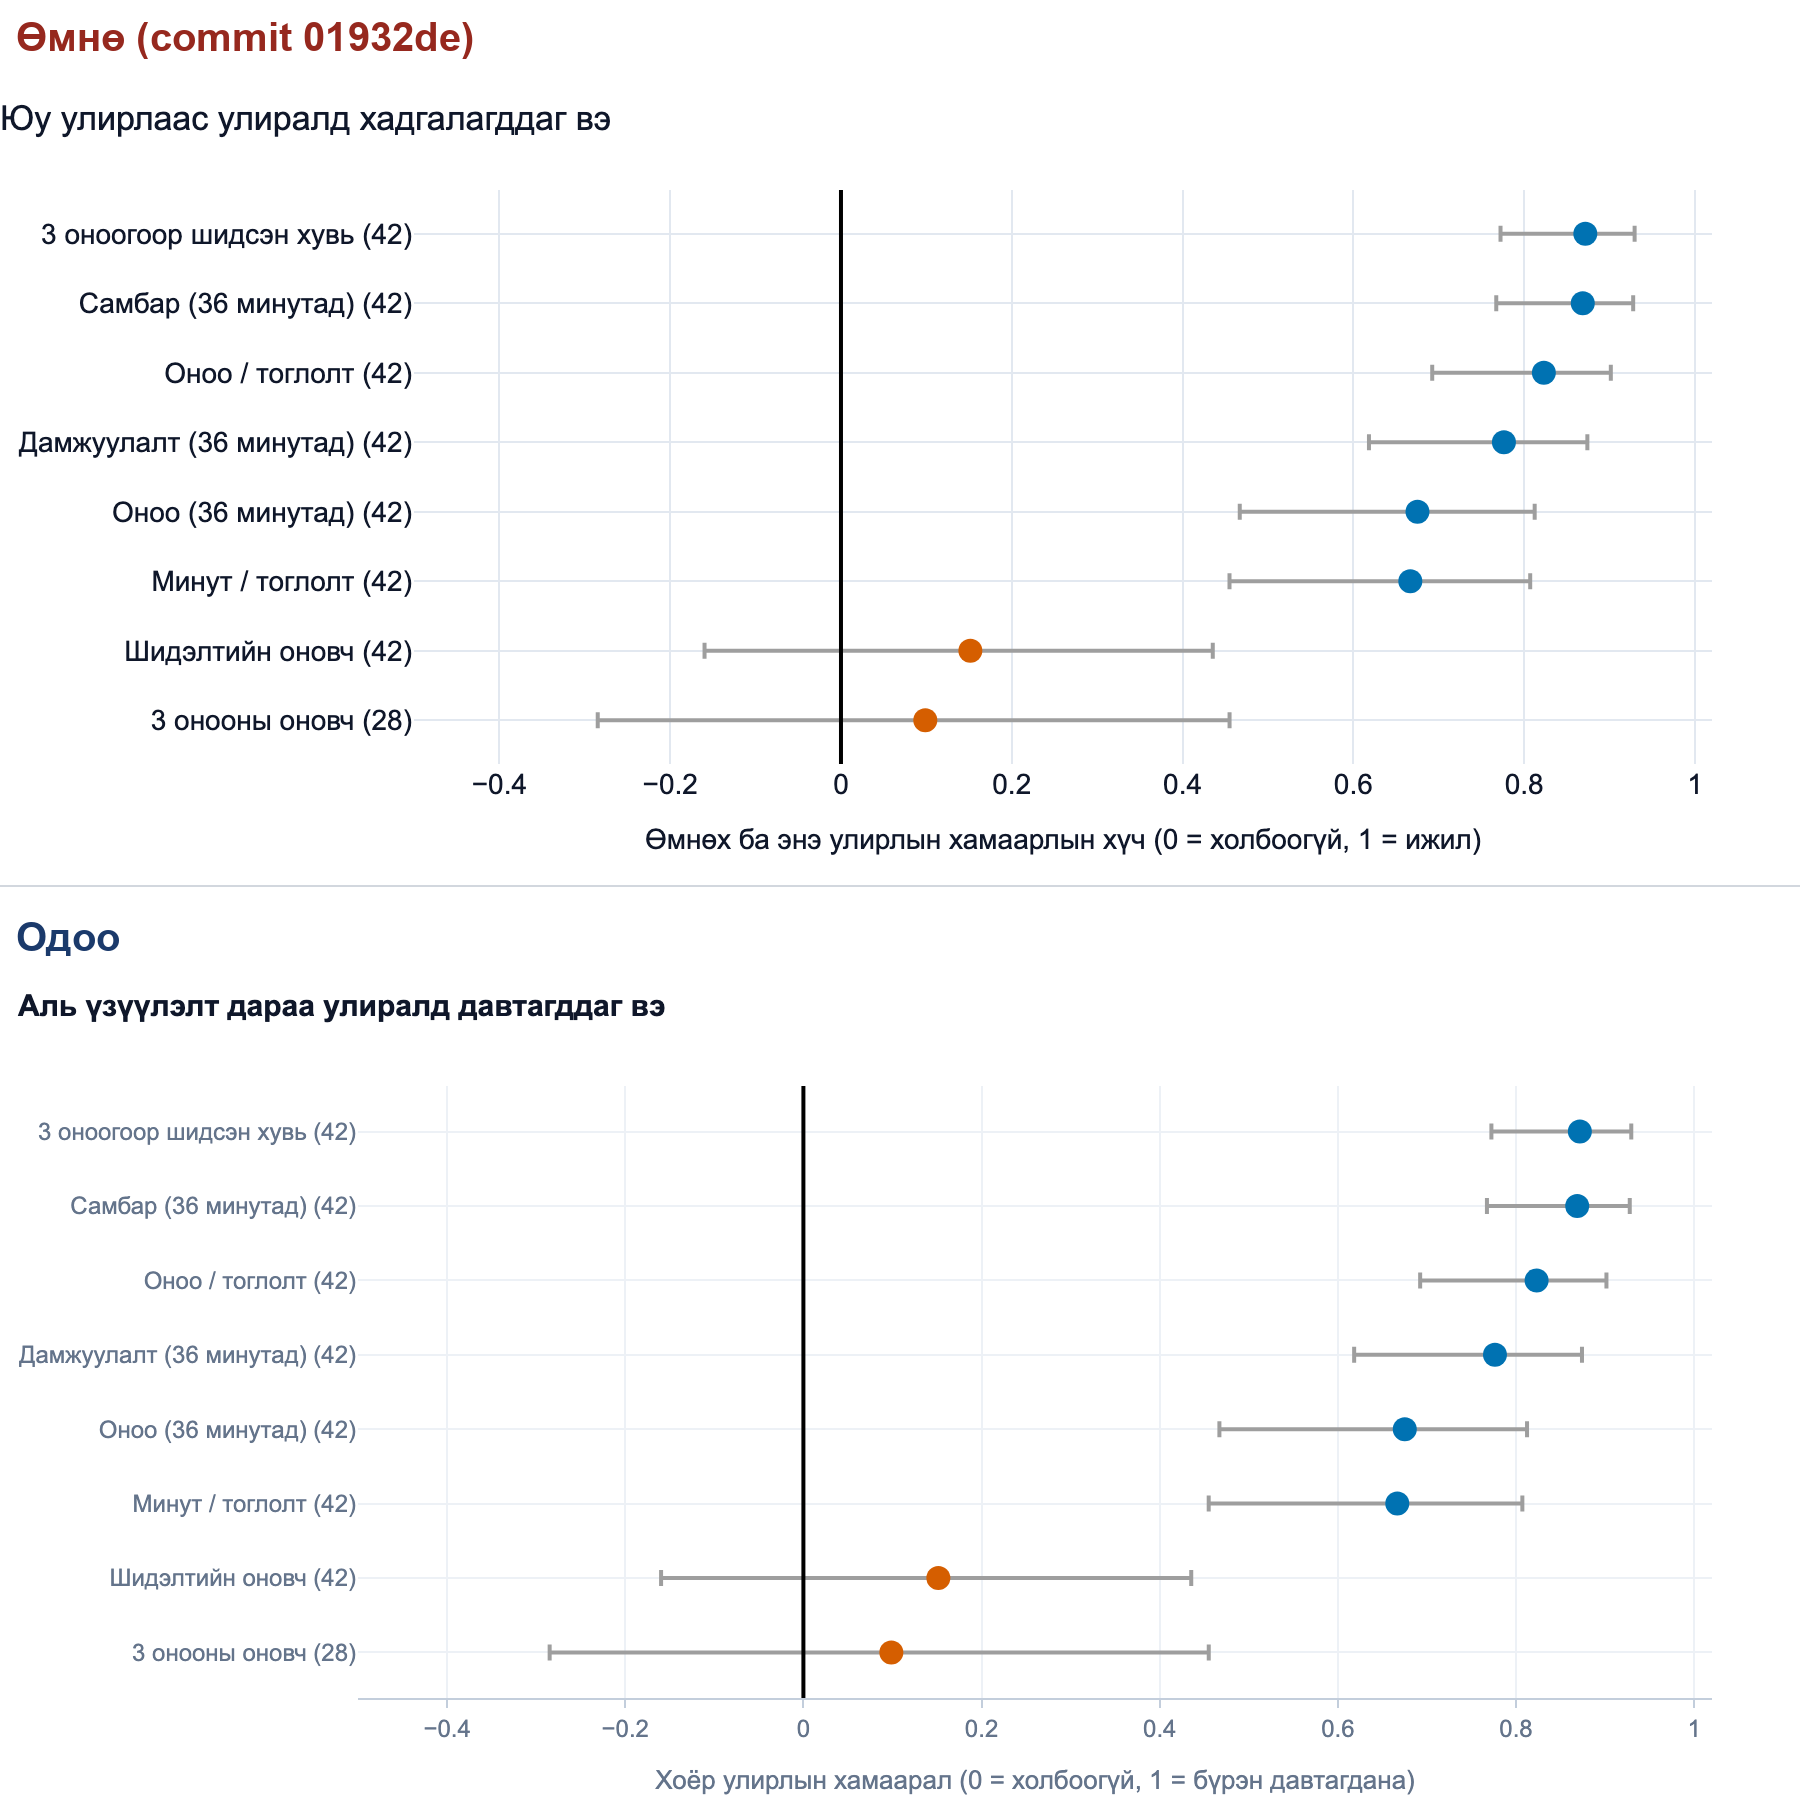 Өмнө (commit 01932de)
Юу улирлаас улиралд хадгалагддаг вэ
3 оноогоор шидсэн хувь (42)
Самбар (36 минутад) (42)
Оноо / тоглолт (42)
Дамжуулалт (36 минутад) (42)
Оноо (36 минутад) (42)
Минут / тоглолт (42)
Шидэлтийн оновч (42)
3 онооны оновч (28)
−0.4 −0.2 0 0.2 0.4 0.6 0.8 1
Өмнөх ба энэ улирлын хамаарлын хүч (0 = холбоогүй, 1 = ижил)
Одоо
Аль үзүүлэлт дараа улиралд давтагддаг вэ
3 оноогоор шидсэн хувь (42)
Самбар (36 минутад) (42)
Оноо / тоглолт (42)
Дамжуулалт (36 минутад) (42)
Оноо (36 минутад) (42)
Минут / тоглолт (42)
Шидэлтийн оновч (42)
3 онооны оновч (28)
−0.4 −0.2 0 0.2 0.4 0.6 0.8 1
Хоёр улирлын хамаарал (0 = холбоогүй, 1 = бүрэн давтагдана)